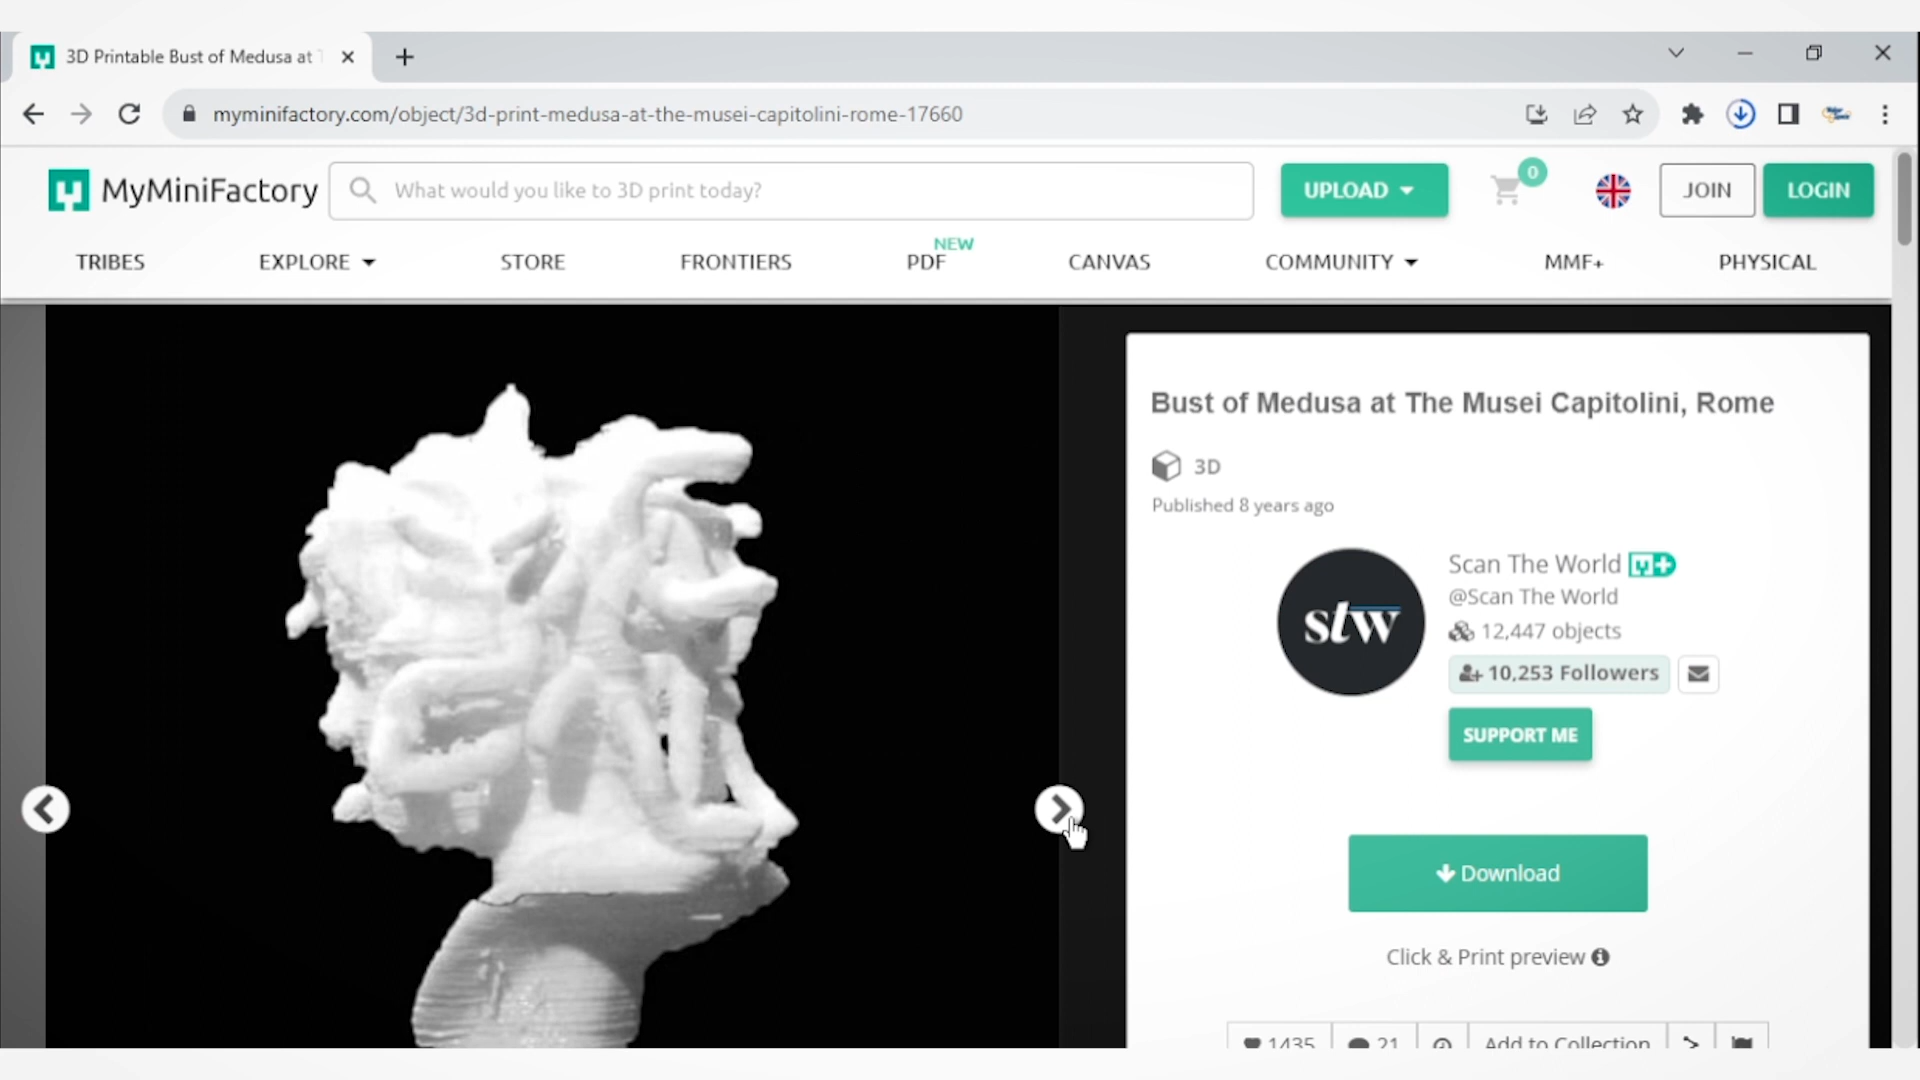 3D Printable Bust of Medusa at
myminifactory.com/object/3d-print-medusa-at-the-musei-capitolini-rome-17660
MyMiniFactory
What would you like to 3D print today?
UPLOAD
0
JOIN
LOGIN
TRIBES
EXPLORE
STORE
FRONTIERS
NEW
PDF
CANVAS
COMMUNITY
MMF+
PHYSICAL
Bust of Medusa at The Musei Capitolini, Rome
3D
Published 8 years ago
stw
Scan The World
@Scan The World
12,447 objects
10,253 Followers
SUPPORT ME
Download
Click & Print preview
1435
21
Add to Collection